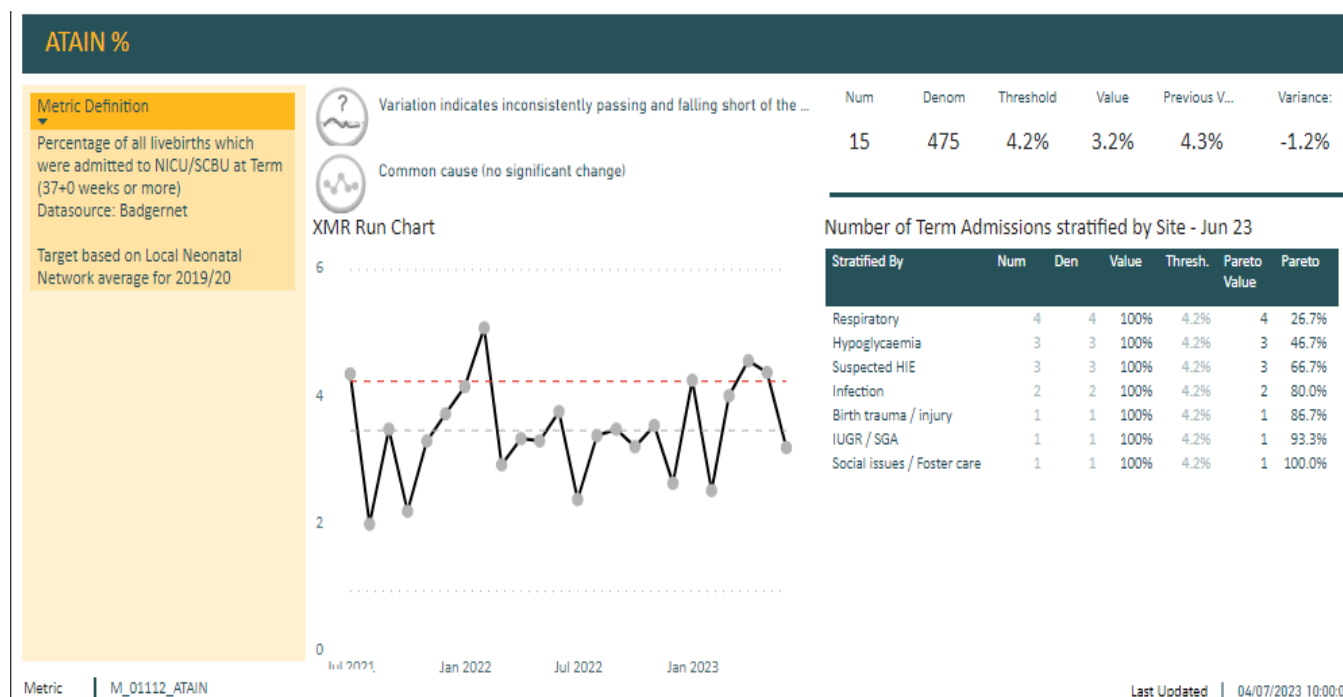 ATAIN %
Metric Definition
Percentage of all livebirths which
were admitted to NICU/SCBU at Term
(37+0 weeks or more)
Datasource: Badgernet
Target based on Local Neonatal
Network average for 2019/20
?
Variation indicates inconsistently passing and falling short of the ...
Common cause (no significant change)
Num Denom Threshold Value Previous V... Variance:
15 475 4.2% 3.2% 4.3% -1.2%
XMR Run Chart
6
4
2
0
Jul 2021 Jan 2022 Jul 2022 Jan 2023
Number of Term Admissions stratified by Site - Jun 23
Stratified By Num Den Value Thresh. Pareto Pareto
Value
Respiratory 4 4 100% 4.2% 4 26.7%
Hypoglycaemia 3 3 100% 4.2% 3 46.7%
Suspected HIE 3 3 100% 4.2% 3 66.7%
Infection 2 2 100% 4.2% 2 80.0%
Birth trauma / injury 1 1 100% 4.2% 1 86.7%
IUGR / SGA 1 1 100% 4.2% 1 93.3%
Social issues / Foster care 1 1 100% 4.2% 1 100.0%
Metric M_01112_ATAIN
Last Updated 04/07/2023 10:00:0